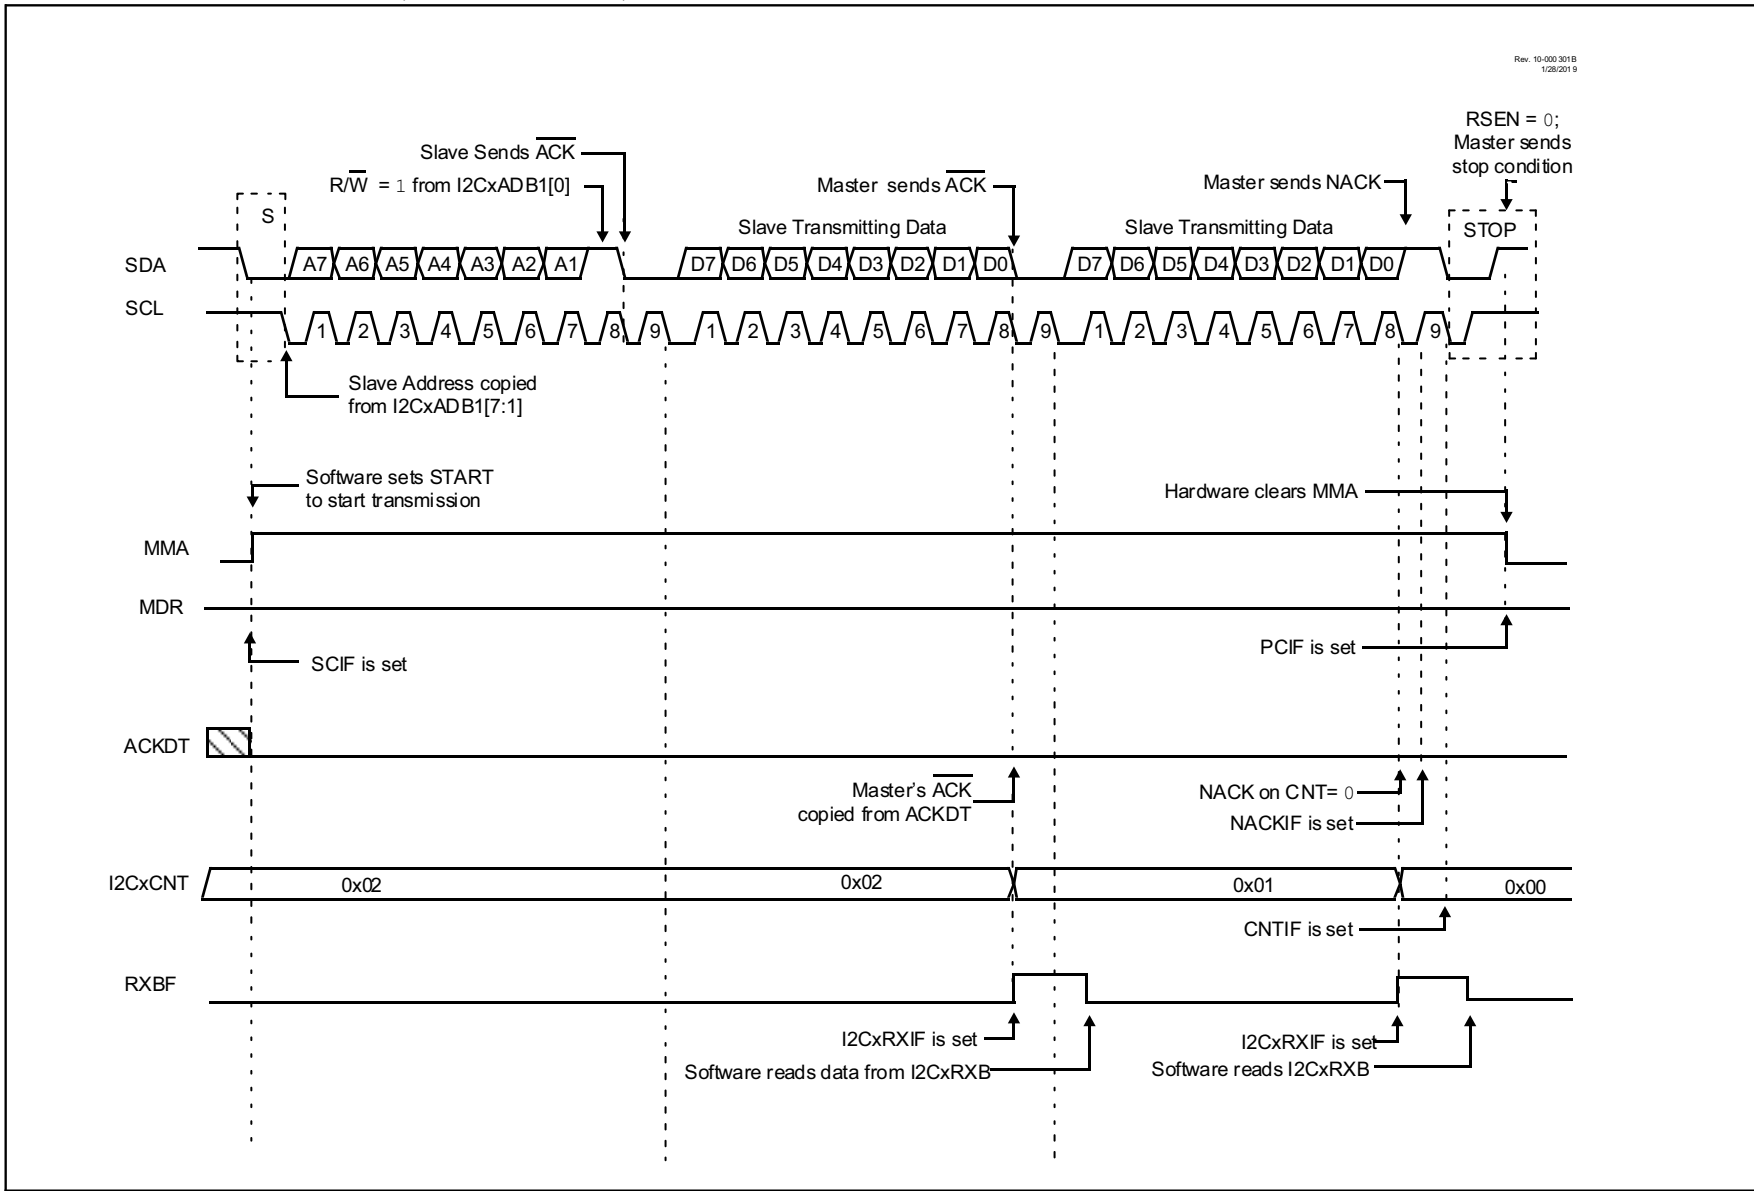 Rev. 10-000301B
1/28/2019
RSEN = 0;
Master sends
stop condition
Slave Sends ACK
R/W = 1 from I2CxADB1[0]
Master sends ACK
Master sends NACK
S
Slave Transmitting Data
Slave Transmitting Data
STOP
SDA
A7 A6 A5 A4 A3 A2 A1
D7 D6 D5 D4 D3 D2 D1 D0
D7 D6 D5 D4 D3 D2 D1 D0
SCL
1 2 3 4 5 6 7 8 9
1 2 3 4 5 6 7 8 9
1 2 3 4 5 6 7 8 9
Slave Address copied
from I2CxADB1[7:1]
Software sets START
to start transmission
Hardware clears MMA
MMA
MDR
SCIF is set
PCIF is set
ACKDT
Master's ACK
copied from ACKDT
NACK on CNT= 0
NACKIF is set
I2CxCNT
0x02
0x02
0x01
0x00
CNTIF is set
RXBF
I2CxRXIF is set
Software reads data from I2CxRXB
I2CxRXIF is set
Software reads I2CxRXB